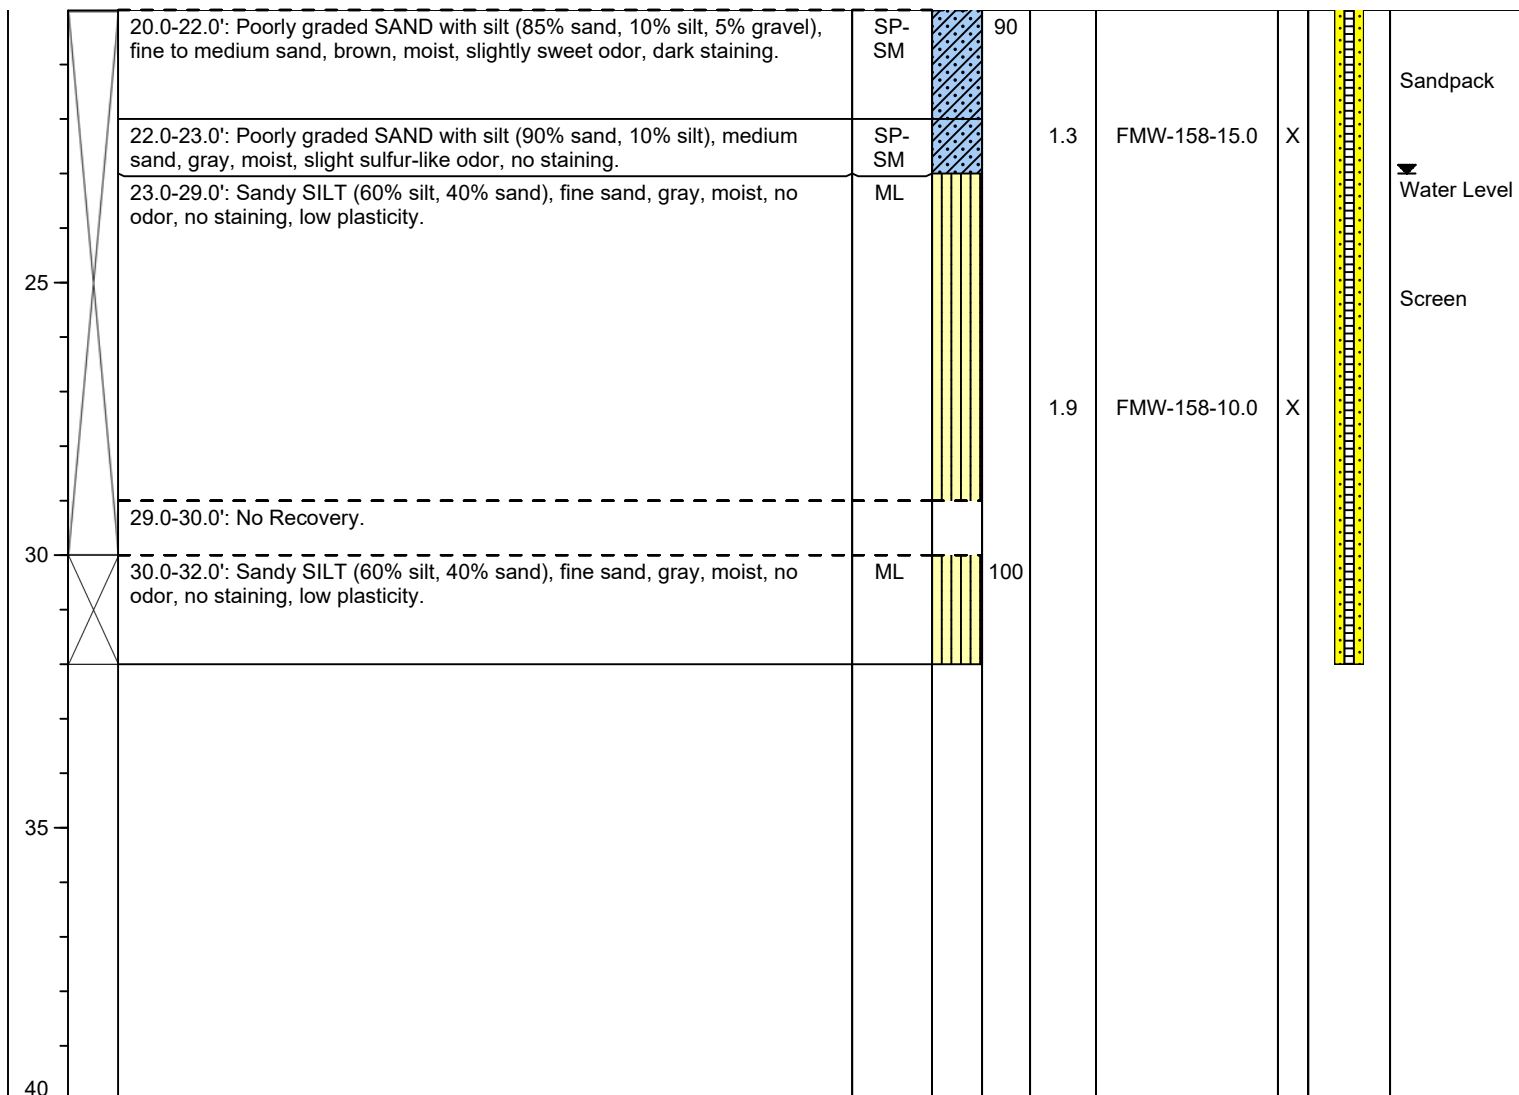 20.0-22.0': Poorly graded SAND with silt (85% sand, 10% silt, 5% gravel),
fine to medium sand, brown, moist, slightly sweet odor, dark staining.
SP-
SM
90
Sandpack
22.0-23.0': Poorly graded SAND with silt (90% sand, 10% silt), medium
sand, gray, moist, slight sulfur-like odor, no staining.
SP-
SM
1.3
FMW-158-15.0
X
Water Level
23.0-29.0': Sandy SILT (60% silt, 40% sand), fine sand, gray, moist, no
odor, no staining, low plasticity.
ML
25
Screen
1.9
FMW-158-10.0
X
29.0-30.0': No Recovery.
30
30.0-32.0': Sandy SILT (60% silt, 40% sand), fine sand, gray, moist, no
odor, no staining, low plasticity.
ML
100
35
40